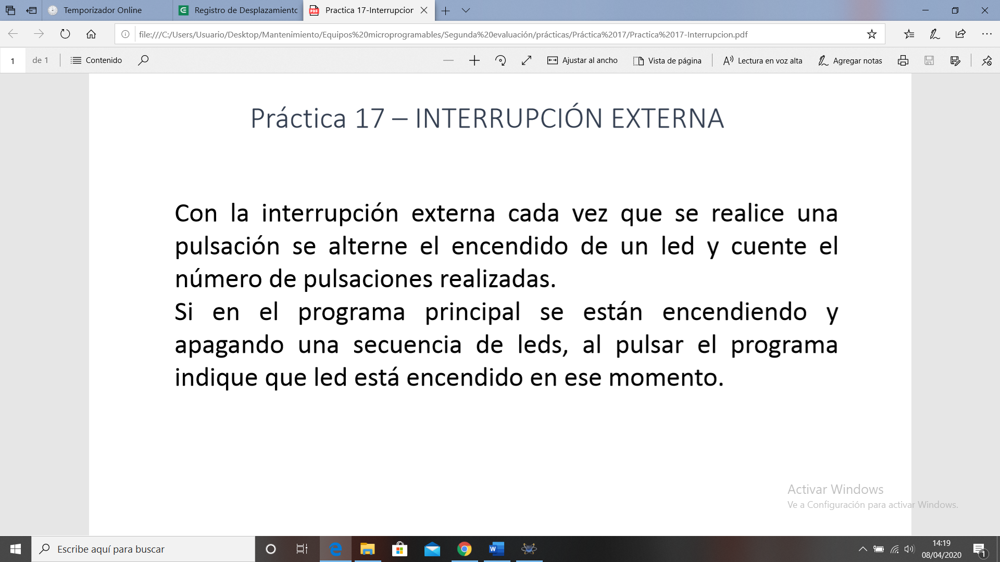 Temporizador Online
Registro de Desplazamiento
Practica 17-Interrupcion
file:///C:/Users/Usuario/Desktop/Mantenimiento/Equipos%20microprogramables/Segunda%20evaluación/prácticas/Práctica%2017/Practica%2017-Interrupcion.pdf
1 de 1 Contenido Ajustar al ancho Vista de página Lectura en voz alta Agregar notas
Práctica 17 – INTERRUPCIÓN EXTERNA
Con la interrupción externa cada vez que se realice una
pulsación se alterne el encendido de un led y cuente el
número de pulsaciones realizadas.
Si en el programa principal se están encendiendo y
apagando una secuencia de leds, al pulsar el programa
indique que led está encendido en ese momento.
Activar Windows
Ve a Configuración para activar Windows.
Escribe aquí para buscar
14:19
08/04/2020
1